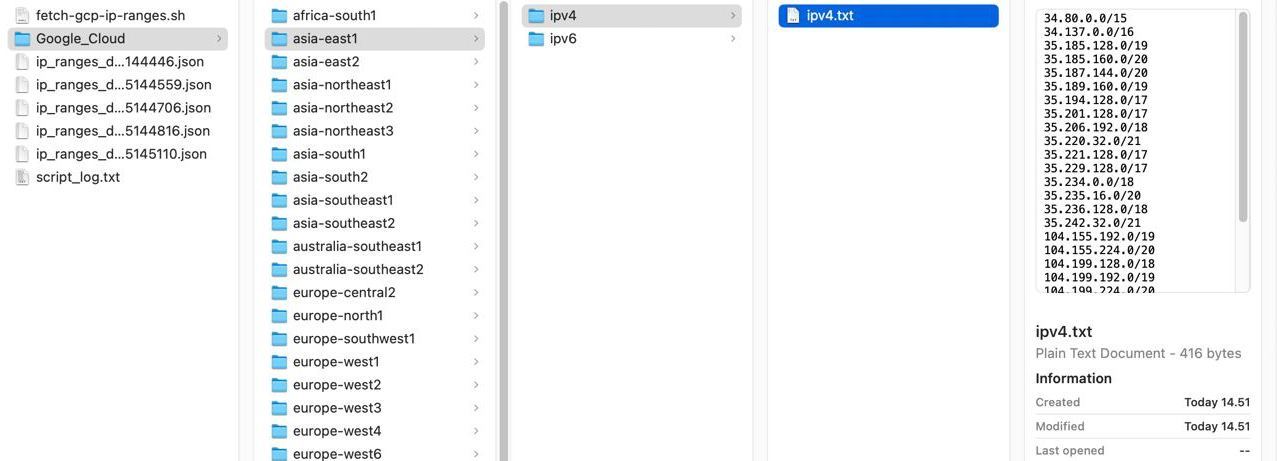 fetch-gcp-ip-ranges.sh
Google_Cloud
ip_ranges_d...144446.json
ip_ranges_d...5144559.json
ip_ranges_d...5144706.json
ip_ranges_d...5144816.json
ip_ranges_d...5145110.json
script_log.txt
africa-south1
asia-east1
asia-east2
asia-northeast1
asia-northeast2
asia-northeast3
asia-south1
asia-south2
asia-southeast1
asia-southeast2
australia-southeast1
australia-southeast2
europe-central2
europe-north1
europe-southwest1
europe-west1
europe-west2
europe-west3
europe-west4
europe-west6
ipv4
ipv6
ipv4.txt
34.80.0.0/15
34.137.0.0/16
35.185.128.0/19
35.185.160.0/20
35.187.144.0/20
35.189.160.0/19
35.194.128.0/17
35.201.128.0/17
35.206.192.0/18
35.220.32.0/21
35.221.128.0/17
35.229.128.0/17
35.234.0.0/18
35.235.16.0/20
35.236.128.0/18
35.242.32.0/21
104.155.192.0/19
104.155.224.0/20
104.199.128.0/18
104.199.192.0/19
104.199.224.0/20
ipv4.txt
Plain Text Document - 416 bytes
Information
Created Today 14.51
Modified Today 14.51
Last opened --